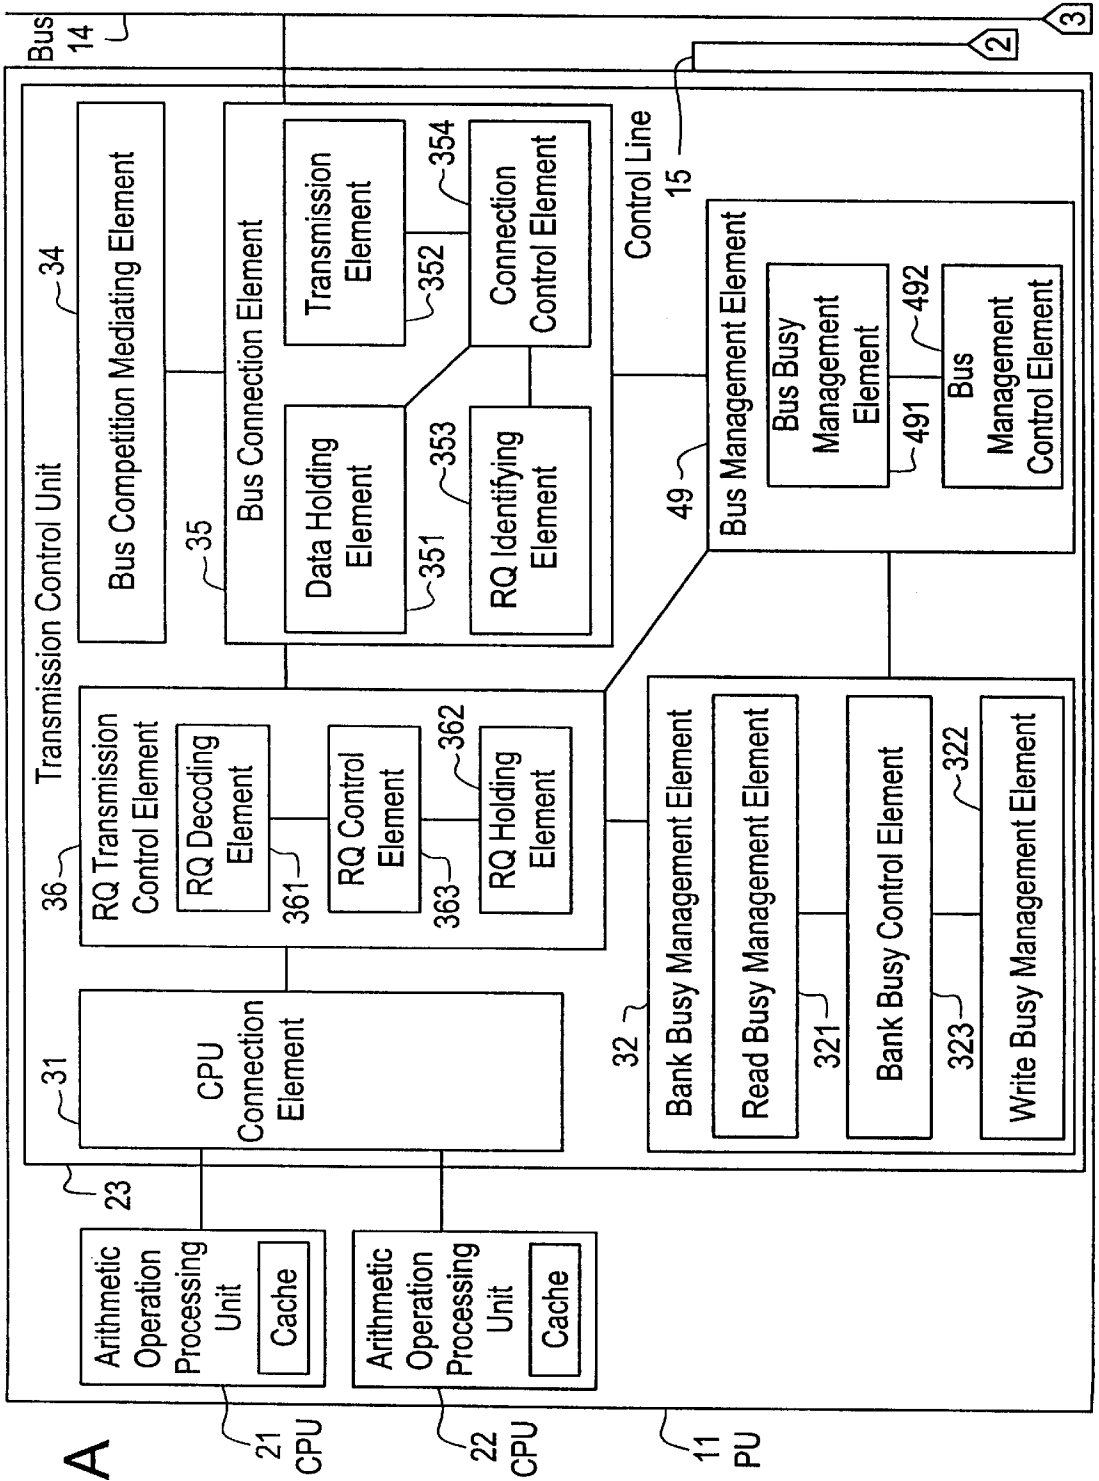 A
Bus
14
3
2
Transmission Control Unit
34
Bus Competition Mediating Element
35
Bus Connection Element
Data Holding
Element
351
Transmission
Element
352
353
RQ Identifying
Element
354
Connection
Control Element
Control Line
15
36
RQ Transmission
Control Element
RQ Decoding
Element
361
RQ Control
Element
363
362
RQ Holding
Element
31
CPU
Connection
Element
23
Arithmetic
Operation
Processing
Unit
Cache
21
CPU
Arithmetic
Operation
Processing
Unit
Cache
22
CPU
32
Bank Busy Management Element
Read Busy Management Element
321
Bank Busy Control Element
323
322
Write Busy Management Element
49
Bus Management Element
Bus Busy
Management
Element
491
492
Bus
Management
Control Element
11
PU